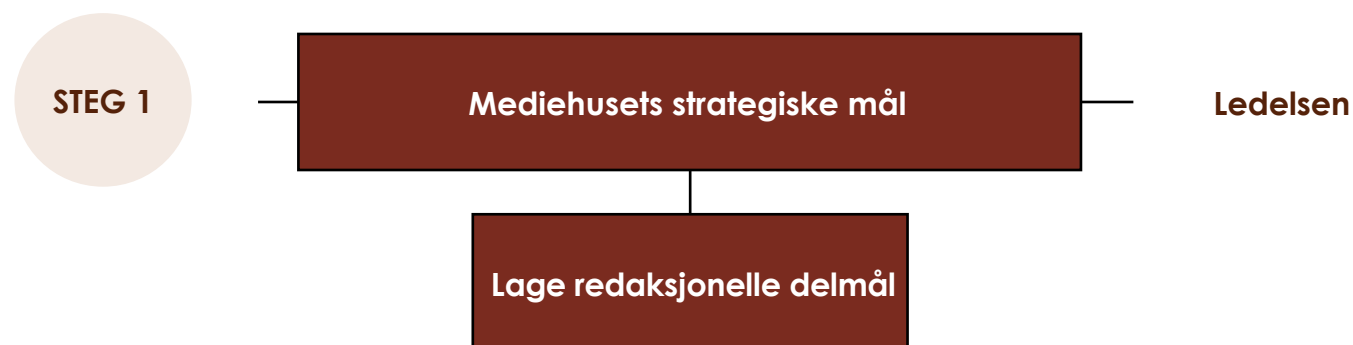 STEG 1
Mediehusets strategiske mål
Ledelsen
Lage redaksjonelle delmål